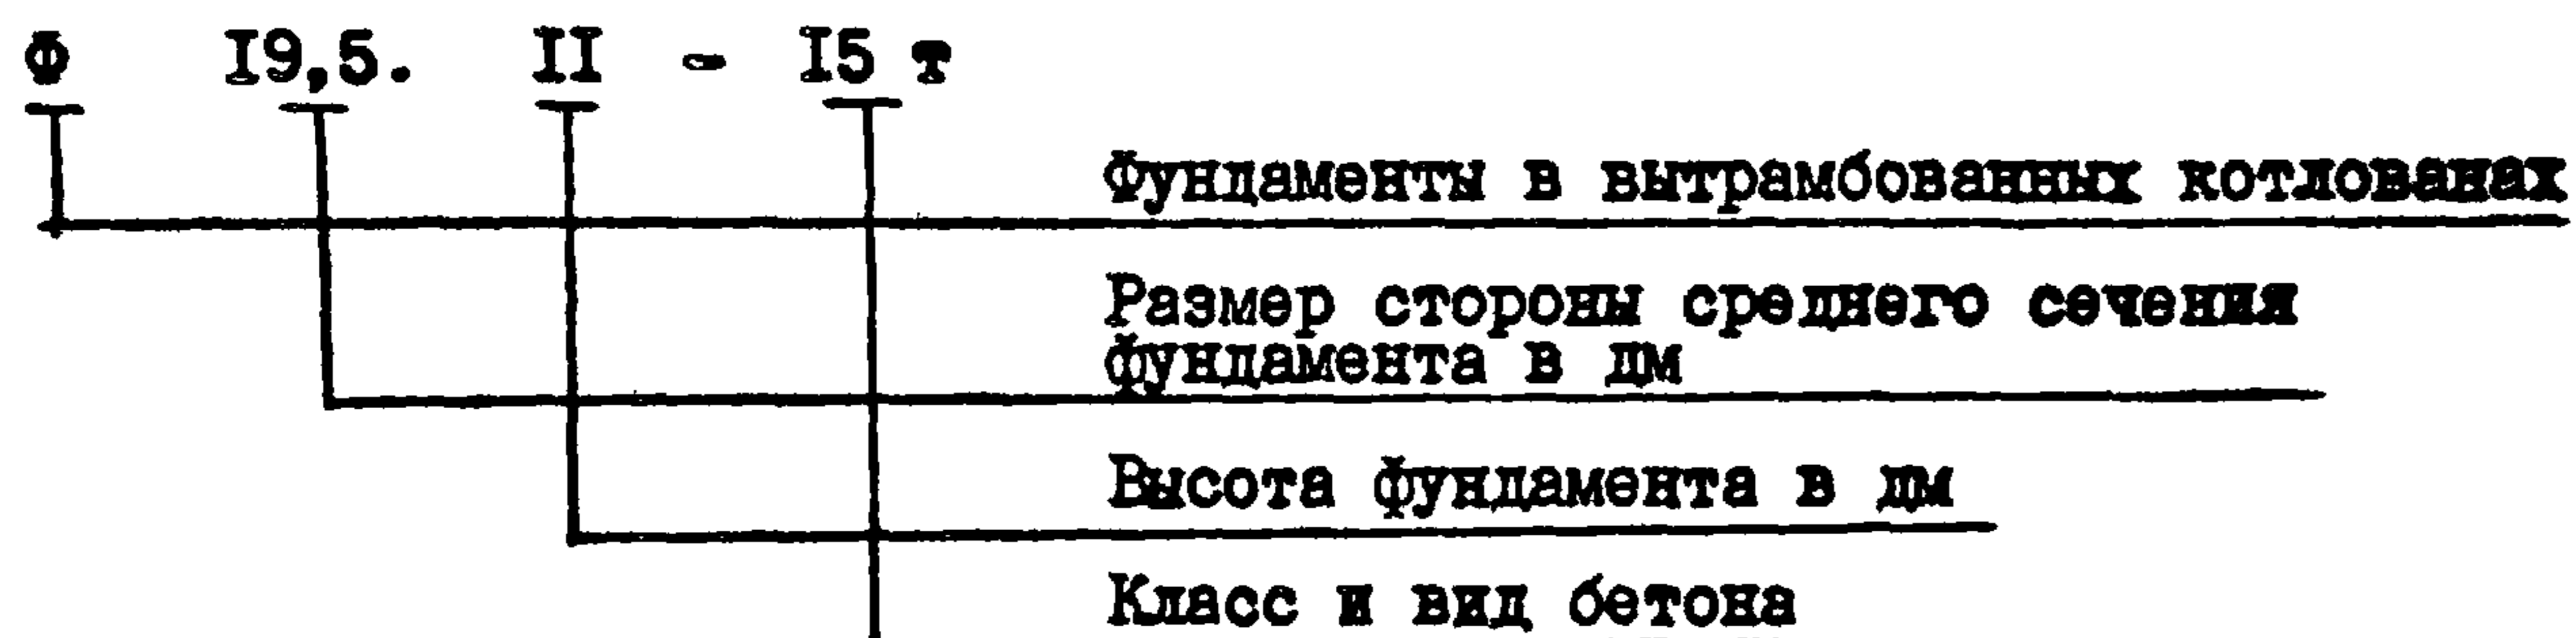 Ф 19,5. 11 - 15 т
Фундаменты в вытрамбованных котлованах
Размер стороны среднего сечения
фундамента в дм
Высота фундамента в дм
Класс и вид бетона